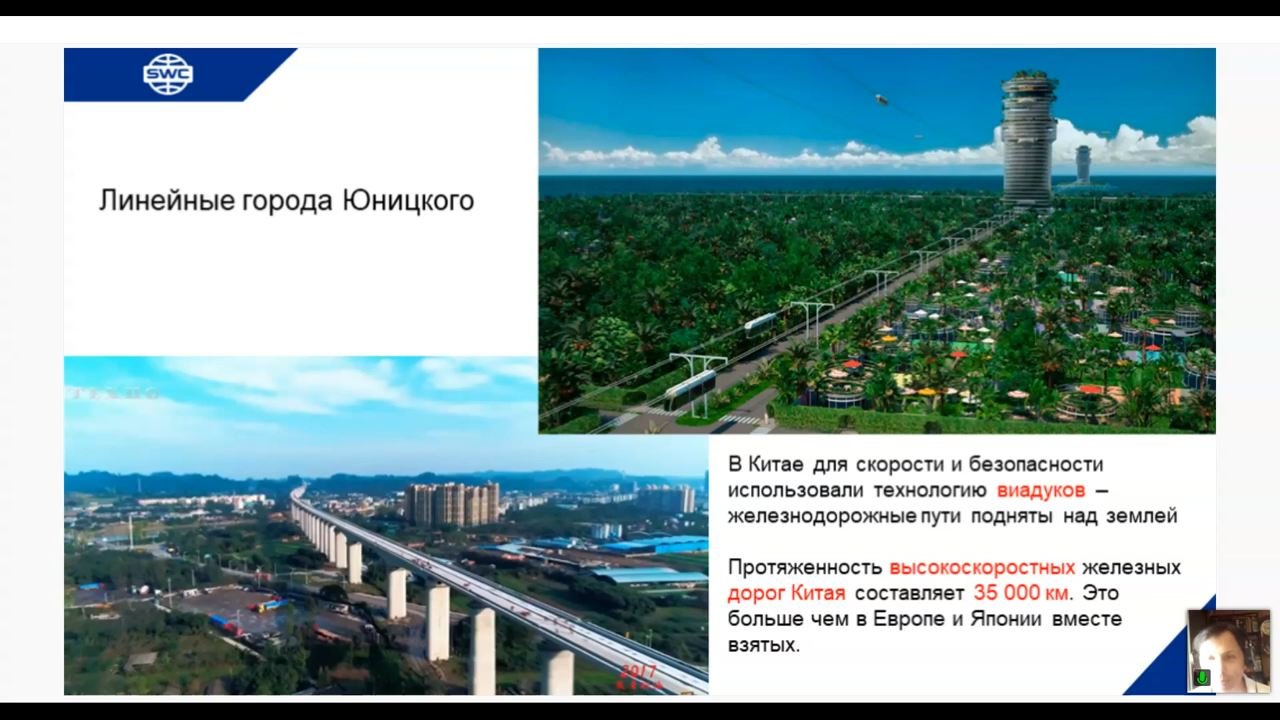 SWC
Линейные города Юницкого
В Китае для скорости и безопасности
использовали технологию виадуков –
железнодорожные пути подняты над землей
Протяженность высокоскоростных железных
дорог Китая составляет 35 000 км. Это
больше чем в Европе и Японии вместе
взятых.
2017